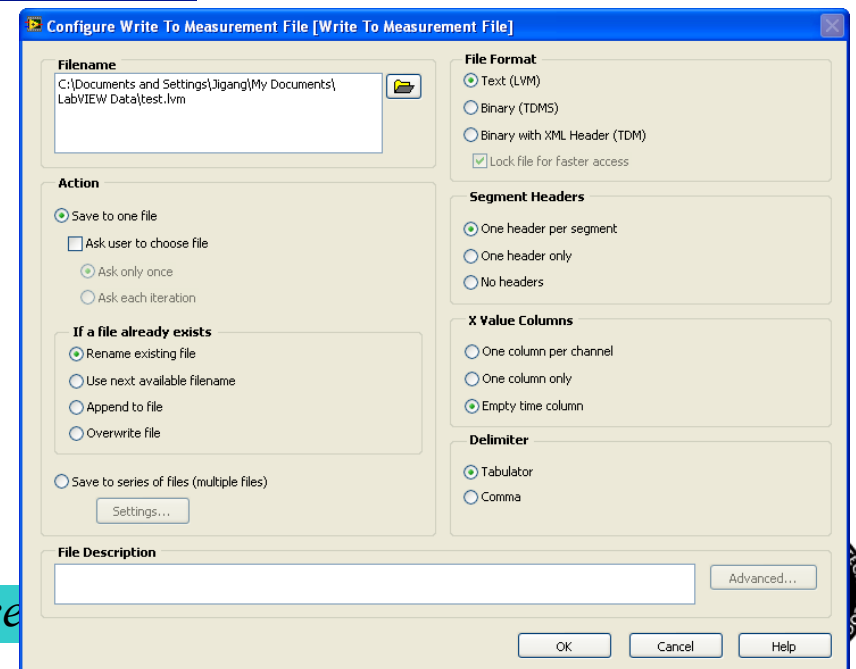 Configure Write To Measurement File [Write To Measurement File]
Filename
C:\Documents and Settings\Jigang\My Documents\
LabVIEW Data\test.lvm
Action
Save to one file
Ask user to choose file
Ask only once
Ask each iteration
If a file already exists
Rename existing file
Use next available filename
Append to file
Overwrite file
Save to series of files (multiple files)
Settings...
File Format
Text (LVM)
Binary (TDMS)
Binary with XML Header (TDM)
Lock file for faster access
Segment Headers
One header per segment
One header only
No headers
X Value Columns
One column per channel
One column only
Empty time column
Delimiter
Tabulator
Comma
File Description
Advanced...
OK Cancel Help